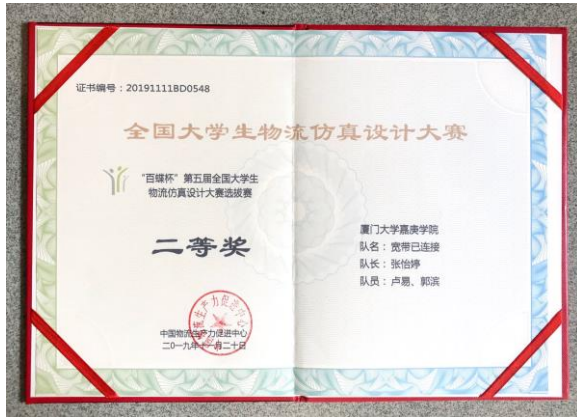 证书编号：20191111BD0548
全国大学生物流仿真设计大赛
“百蝶杯”第五届全国大学生
物流仿真设计大赛选拔赛
二等奖
中国物流生产力促进中心
二〇一九年十一月二十日
厦门大学嘉庚学院
队名：宽带已连接
队长：张怡婷
队员：卢易、郭滨